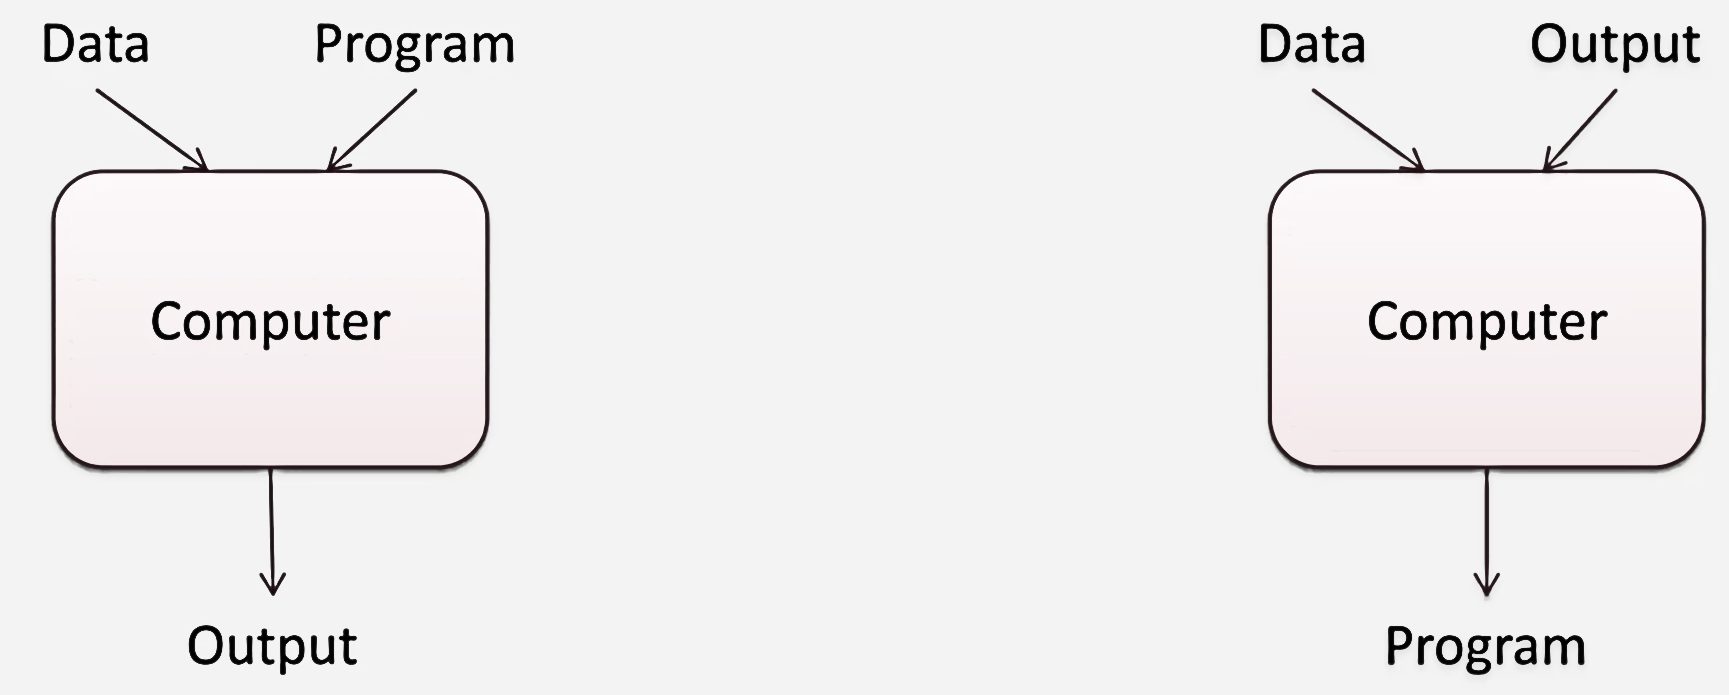 Data Program
Computer
Output
Data Output
Computer
Program